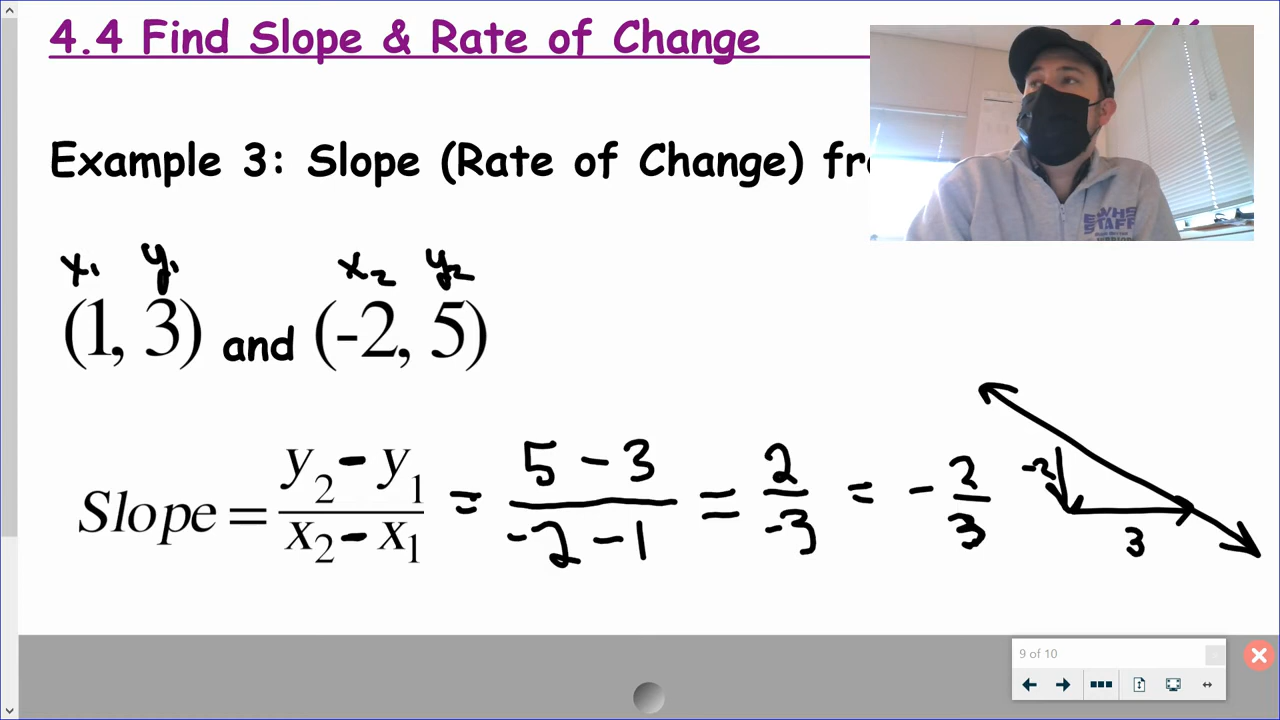 4.4 Find Slope & Rate of Change
Example 3: Slope (Rate of Change)
x₁ y₁ x₂ y₂
(1, 3) and (-2, 5)
Slope = (y₂ - y₁)/(x₂ - x₁) = (5 - 3)/(-2 - 1) = 2/-3 = -2/3
-2
3
STAFF
9 of 10